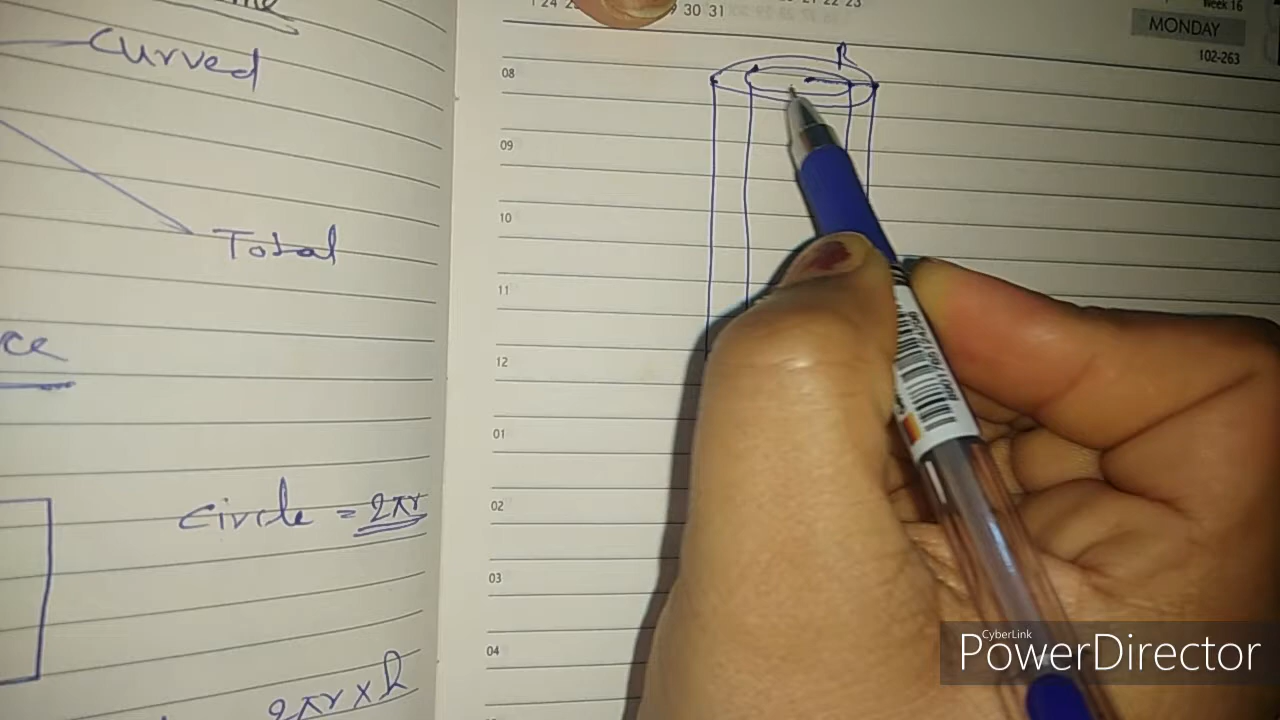 Curved
Total
ce
circle = 2πr
2πr x h
30 31
22 23
Week 16
MONDAY
102-263
R
08
09
10
11
12
01
02
03
04
CyberLink
PowerDirector